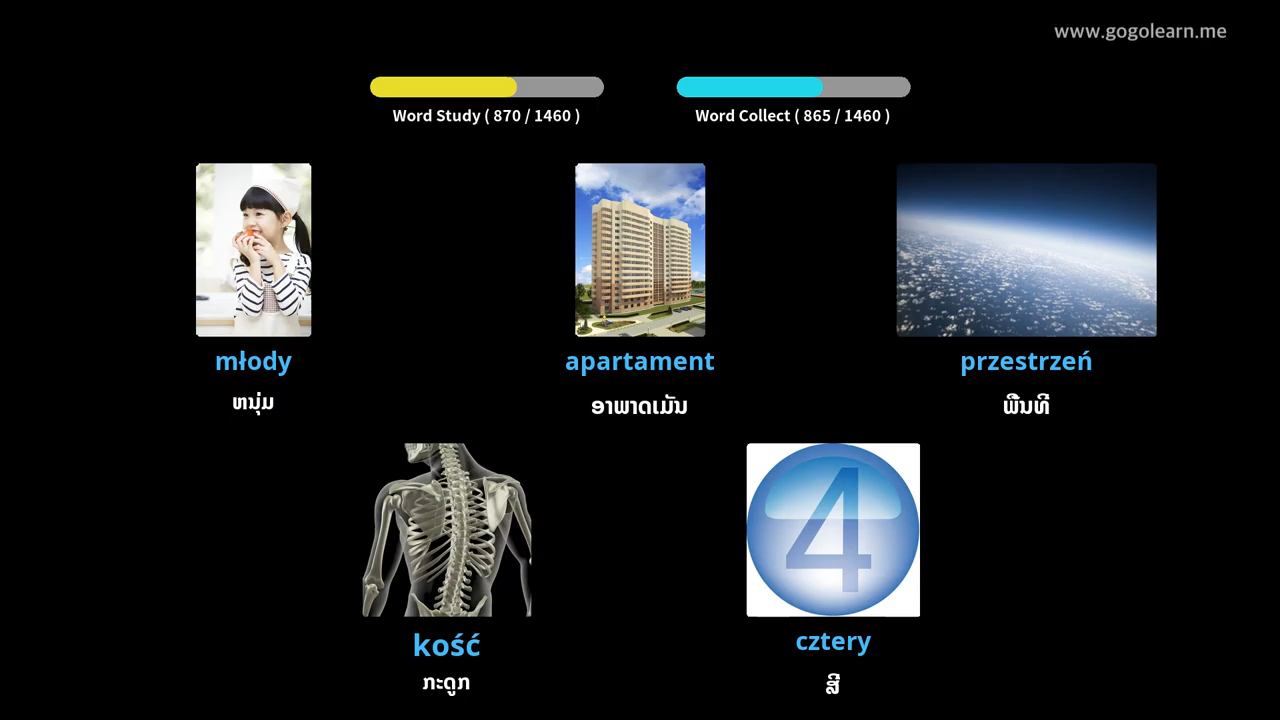 www.gogolearn.me
Word Study ( 870 / 1460 )
Word Collect ( 865 / 1460 )
młody
apartament
przestrzeń
ຫນຸ່ມ
ອາພາດເມັນ
ພື້ນທີ່
4
kość
cztery
ກະດູກ
ສີ່